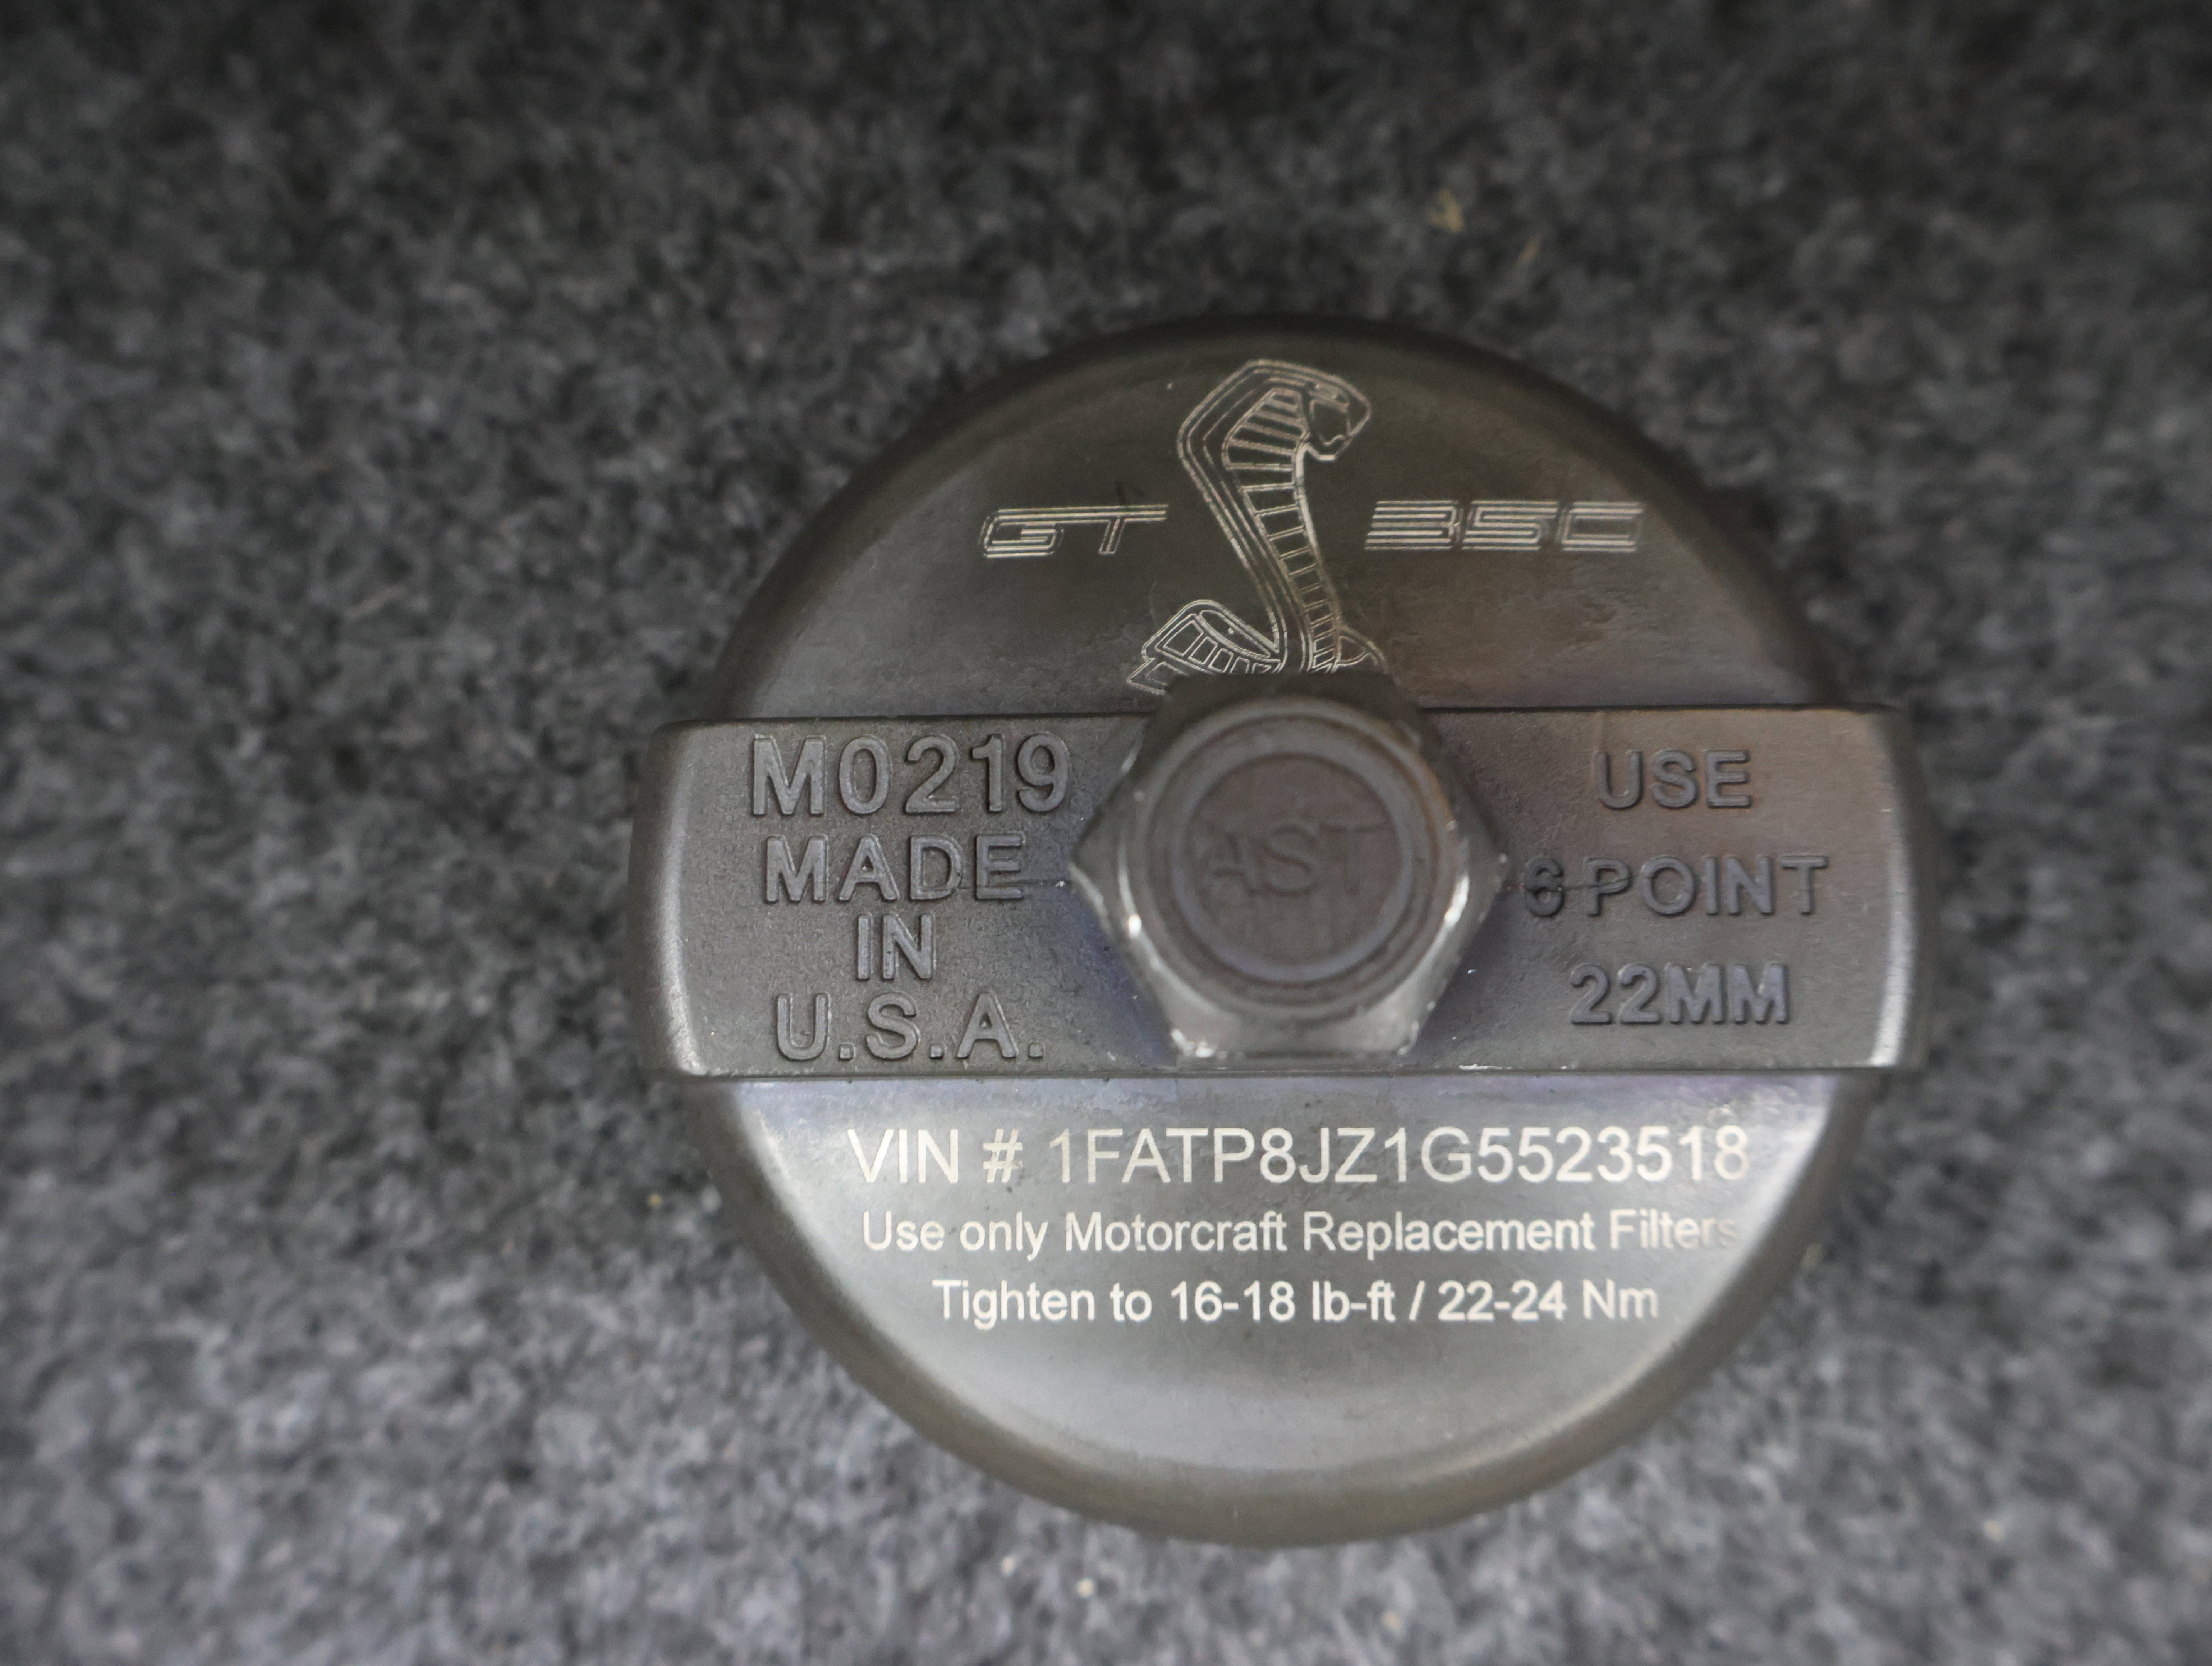 GT 350
M0219
MADE
IN
U.S.A.
AST
USE
6 POINT
22MM
VIN # 1FATP8JZ1G5523518
Use only Motorcraft Replacement Filters
Tighten to 16-18 lb-ft / 22-24 Nm